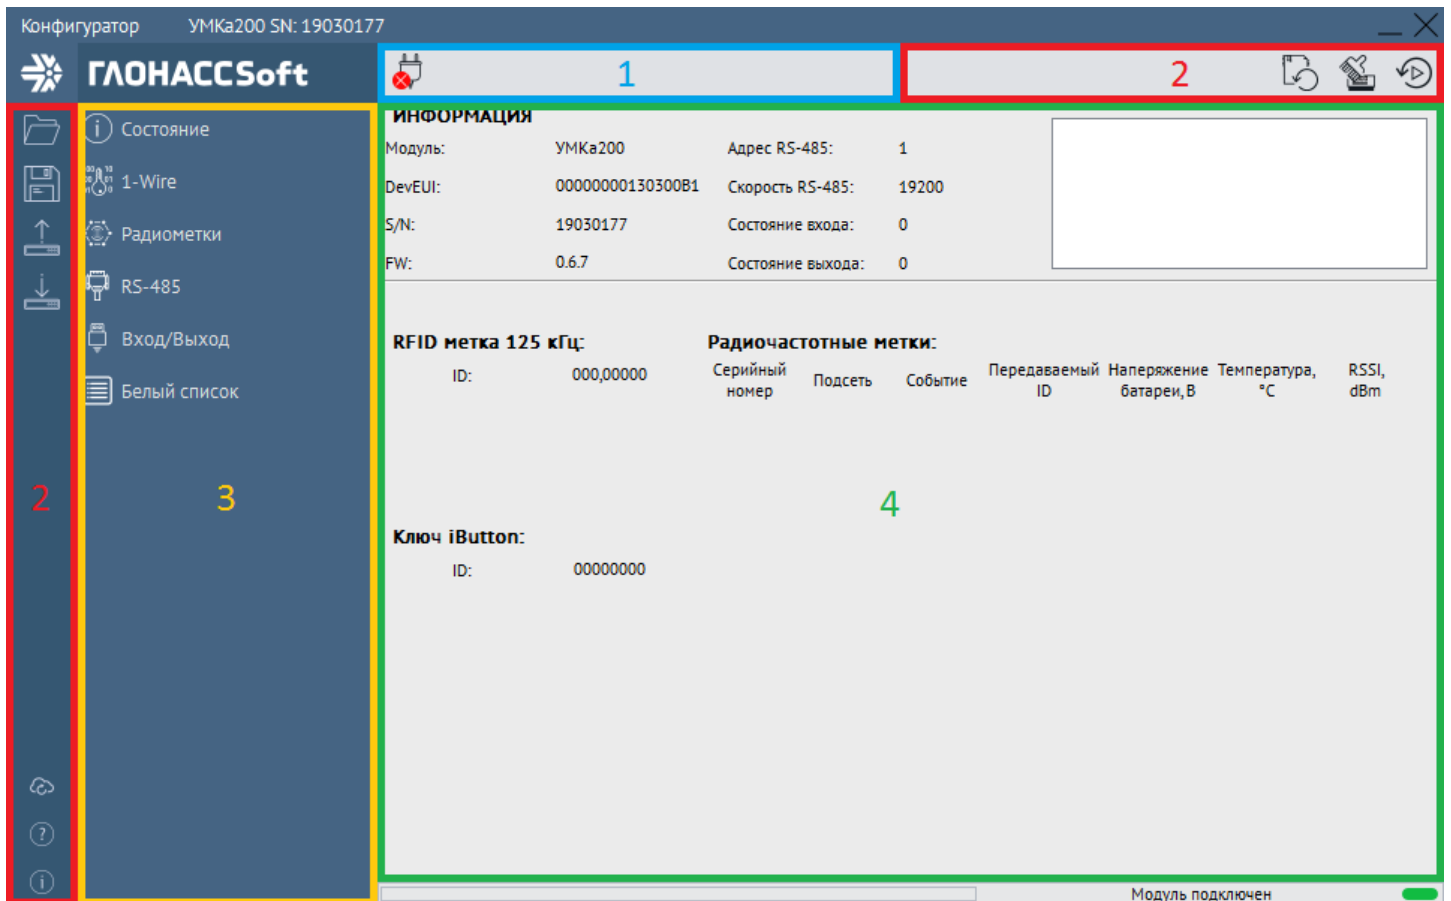 Конфигуратор УМКа200 SN: 19030177
ГЛОНАССSoft
1
2
Состояние
1-Wire
Радиометки
RS-485
Вход/Выход
Белый список
2
3
ИНФОРМАЦИЯ
Модуль: УМКа200 Адрес RS-485: 1
DevEUI: 00000000130300B1 Скорость RS-485: 19200
S/N: 19030177 Состояние входа: 0
FW: 0.6.7 Состояние выхода: 0
RFID метка 125 кГц: Радиочастотные метки:
ID: 000,00000
Серийный номер Подсеть Событие Передаваемый ID Наперяжение батареи,В Температура, °C RSSI, dBm
4
Ключ iButton:
ID: 00000000
Модуль подключен